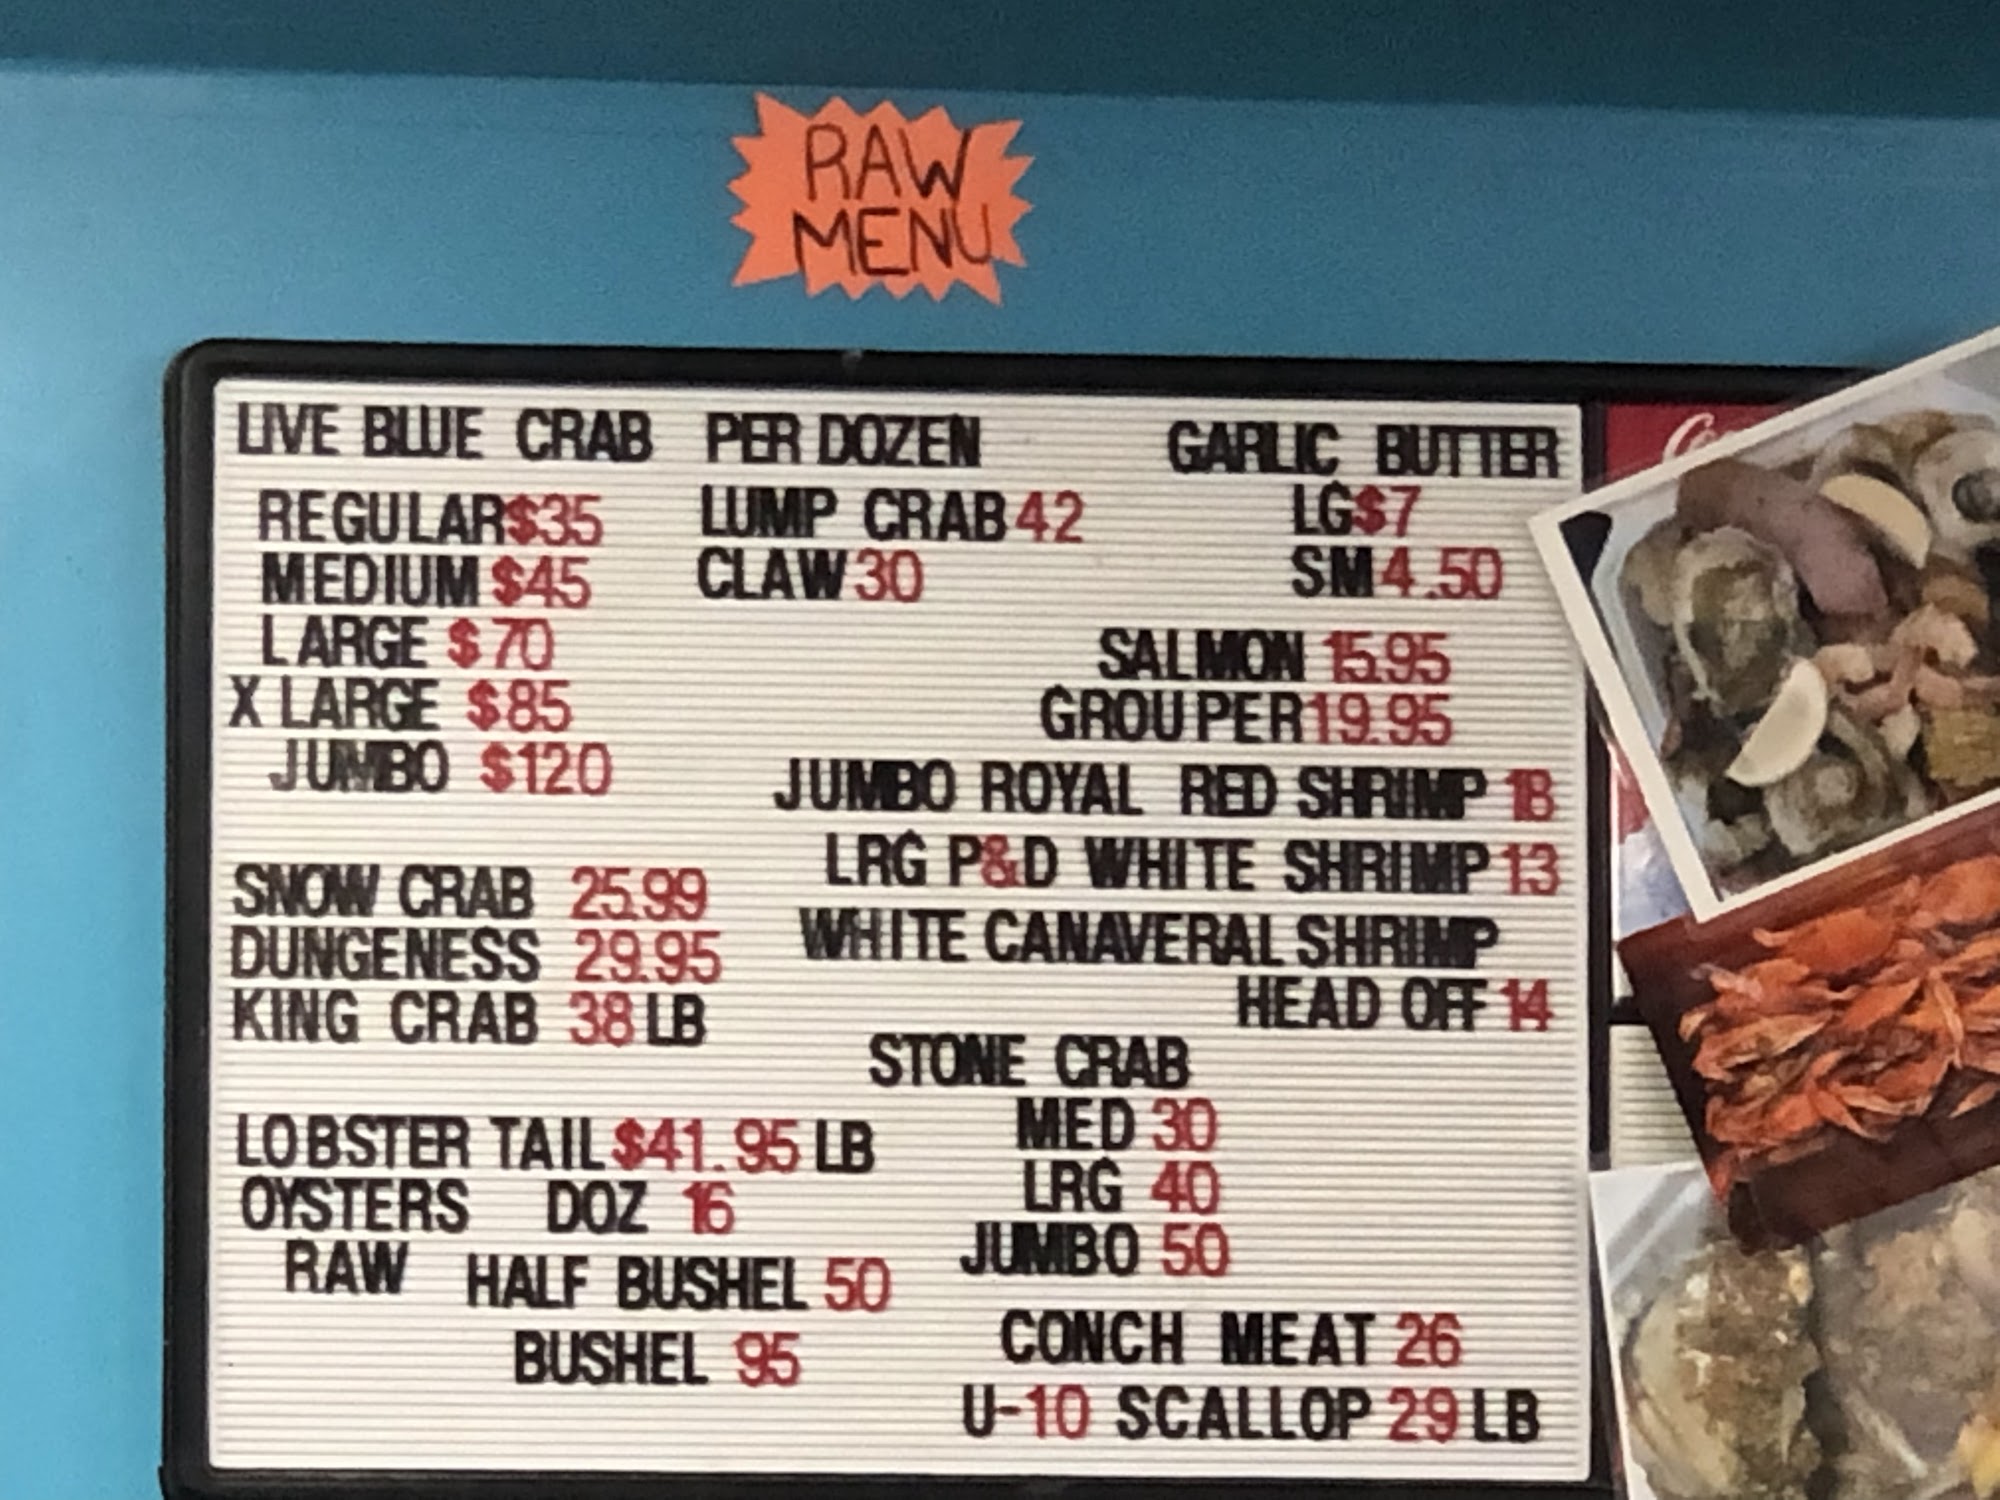 RAW
MENU
LIVE BLUE CRAB PER DOZEN
REGULAR $35
MEDIUM $45
LARGE $70
X LARGE $85
JUMBO $120
SNOW CRAB 25.99
DUNGENESS 29.95
KING CRAB 38 LB
LOBSTER TAIL $41.95 LB
OYSTERS DOZ 16
RAW HALF BUSHEL 50
BUSHEL 95
LUMP CRAB 42
CLAW 30
GARLIC BUTTER
LG $7
SM 4.50
SALMON 15.95
GROUPER 19.95
JUMBO ROYAL RED SHRIMP 18
LRG P&D WHITE SHRIMP 13
WHITE CANAVERAL SHRIMP
HEAD OFF 14
STONE CRAB
MED 30
LRG 40
JUMBO 50
CONCH MEAT 26
U-10 SCALLOP 29 LB